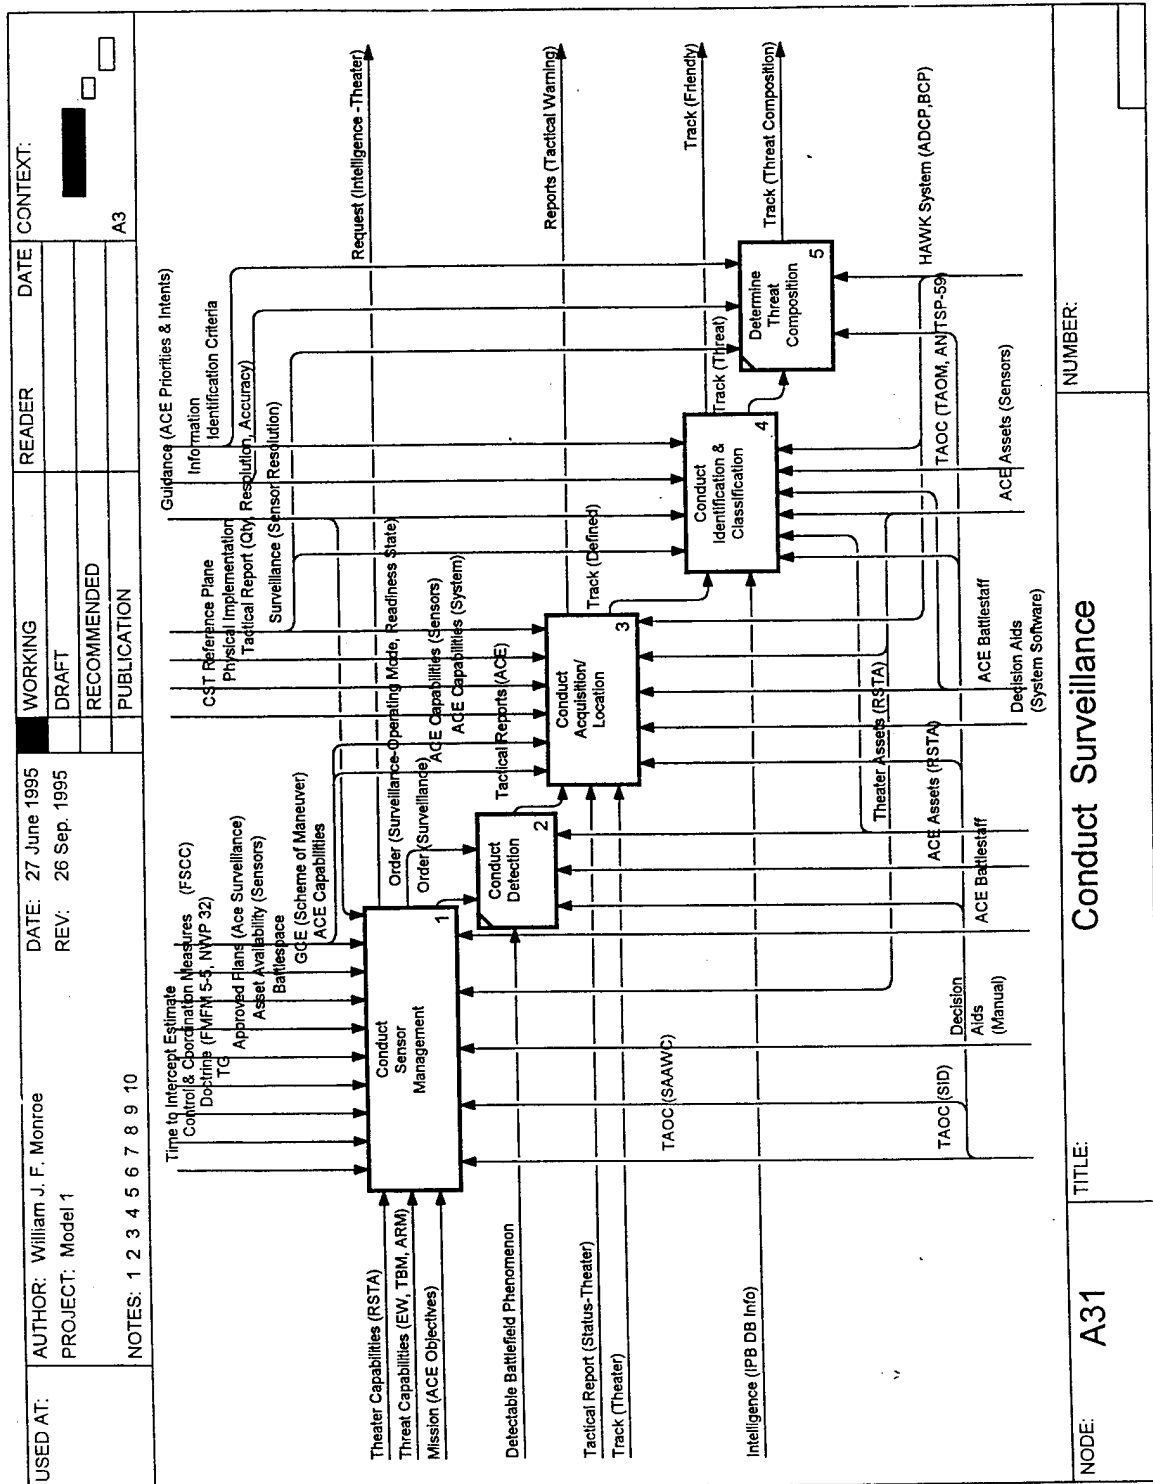 USED AT:
AUTHOR: William J. F. Monroe
PROJECT: Model 1
NOTES: 1 2 3 4 5 6 7 8 9 10
DATE: 27 June 1995
REV: 26 Sep. 1995
WORKING
DRAFT
RECOMMENDED
PUBLICATION
READER
DATE
CONTEXT:
A3
Time to Intercept Estimate
Control & Coordination Measures (FSCC)
Doctrine (FMFM 5-5, NWP 32)
TG
Approved Plans (Ace Surveillance)
Asset Availability (Sensors)
Battlespace
GCE (Scheme of Maneuver)
ACE Capabilities
CST Reference Plane
Physical Implementation
Tactical Report (Qty, Resolution, Accuracy)
Surveillance (Sensor Resolution)
Guidance (ACE Priorities & Intents)
Information
Identification Criteria
Request (Intelligence -Theater)
Order (Surveillance-Operating Mode, Readiness State)
Order (Surveillance)
ACE Capabilities (Sensors)
ACE Capabilities (System)
Tactical Reports (ACE)
Reports (Tactical Warning)
Track (Defined)
Track (Friendly)
Track (Threat)
Track (Threat Composition)
Theater Capabilities (RSTA)
Threat Capabilities (EW, TBM, ARM)
Mission (ACE Objectives)
Detectable Battlefield Phenomenon
Tactical Report (Status-Theater)
Track (Theater)
Intelligence (IPB DB Info)
Conduct
Sensor
Management
1
Conduct
Detection
2
Conduct
Acquisition/
Location
3
Conduct
Identification &
Classification
4
Determine
Threat
Composition
5
TAOC (SAAWC)
TAOC (SID)
Decision
Aids
(Manual)
ACE Battlestaff
ACE Assets (RSTA)
Theater Assets (RSTA)
Decision Aids
(System Software)
ACE Battlestaff
ACE Assets (Sensors)
TAOC (TAOM, AN/TSP-59)
HAWK System (ADCP,BCP)
NODE:
A31
TITLE:
Conduct Surveillance
NUMBER: